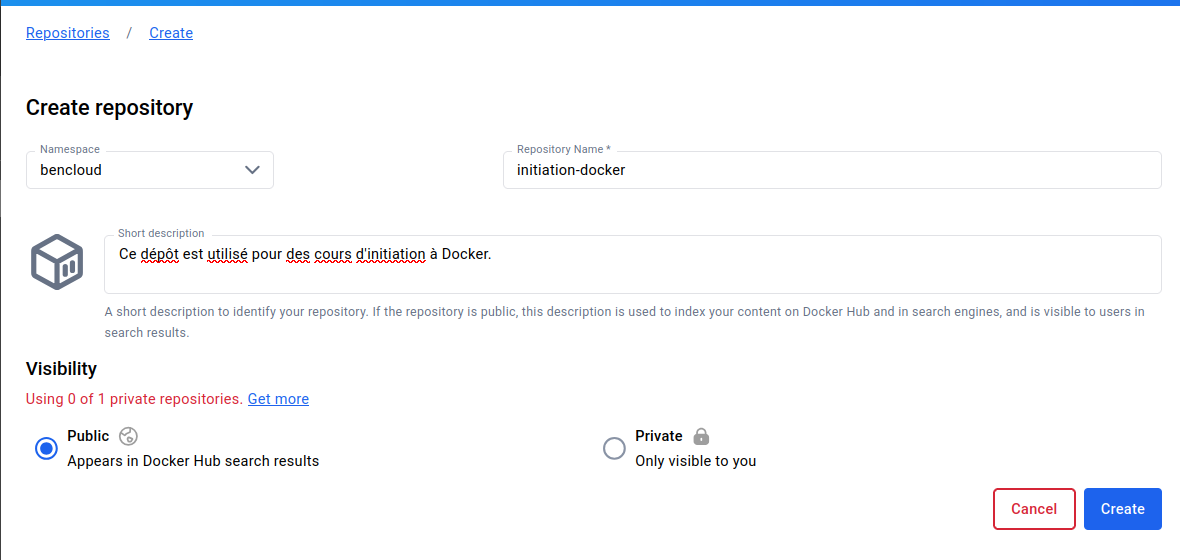 Repositories / Create
Create repository
Namespace
bencloud
Repository Name *
initiation-docker
Short description
Ce dépôt est utilisé pour des cours d'initiation à Docker.
A short description to identify your repository. If the repository is public, this description is used to index your content on Docker Hub and in search engines, and is visible to users in
search results.
Visibility
Using 0 of 1 private repositories. Get more
Public
Appears in Docker Hub search results
Private
Only visible to you
Cancel
Create